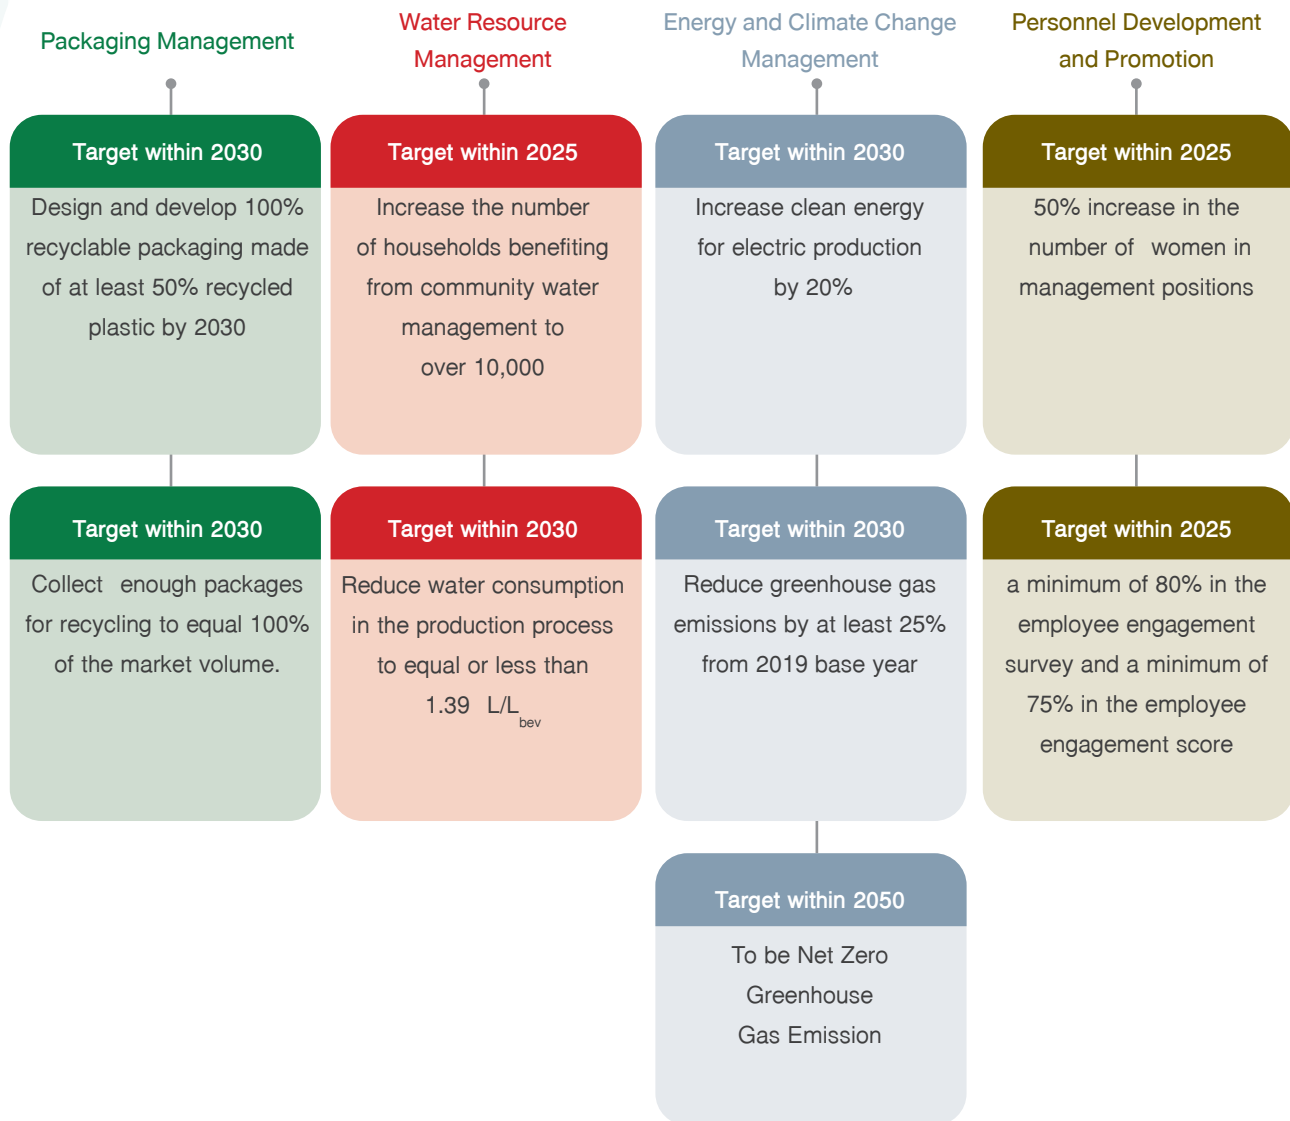 Packaging Management
Water Resource
Management
Energy and Climate Change
Management
Personnel Development
and Promotion
Target within 2030
Design and develop 100%
recyclable packaging made
of at least 50% recycled
plastic by 2030
Target within 2025
Increase the number
of households benefiting
from community water
management to
over 10,000
Target within 2030
Increase clean energy
for electric production
by 20%
Target within 2025
50% increase in the
number of women in
management positions
Target within 2030
Collect enough packages
for recycling to equal 100%
of the market volume.
Target within 2030
Reduce water consumption
in the production process
to equal or less than
1.39 L/L bev
Target within 2030
Reduce greenhouse gas
emissions by at least 25%
from 2019 base year
Target within 2025
a minimum of 80% in the
employee engagement
survey and a minimum of
75% in the employee
engagement score
Target within 2050
To be Net Zero
Greenhouse
Gas Emission